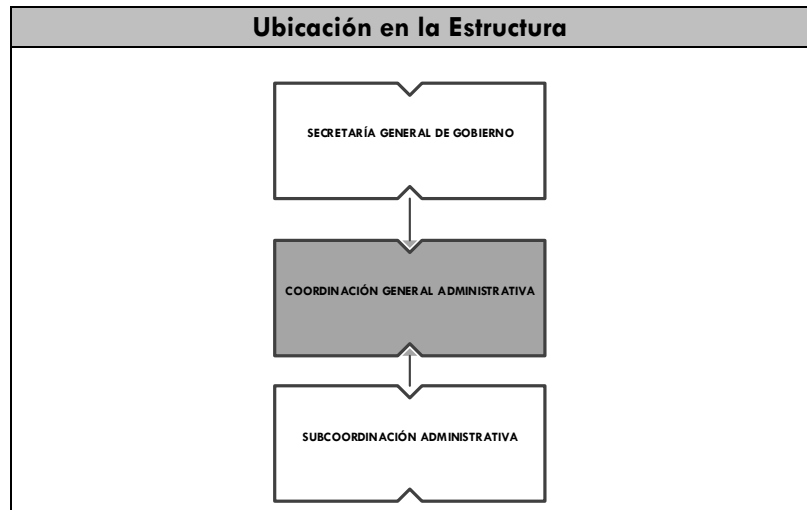 Ubicación en la Estructura
SECRETARÍA GENERAL DE GOBIERNO
COORDINACIÓN GENERAL ADMINISTRATIVA
SUBCOORDINACIÓN ADMINISTRATIVA